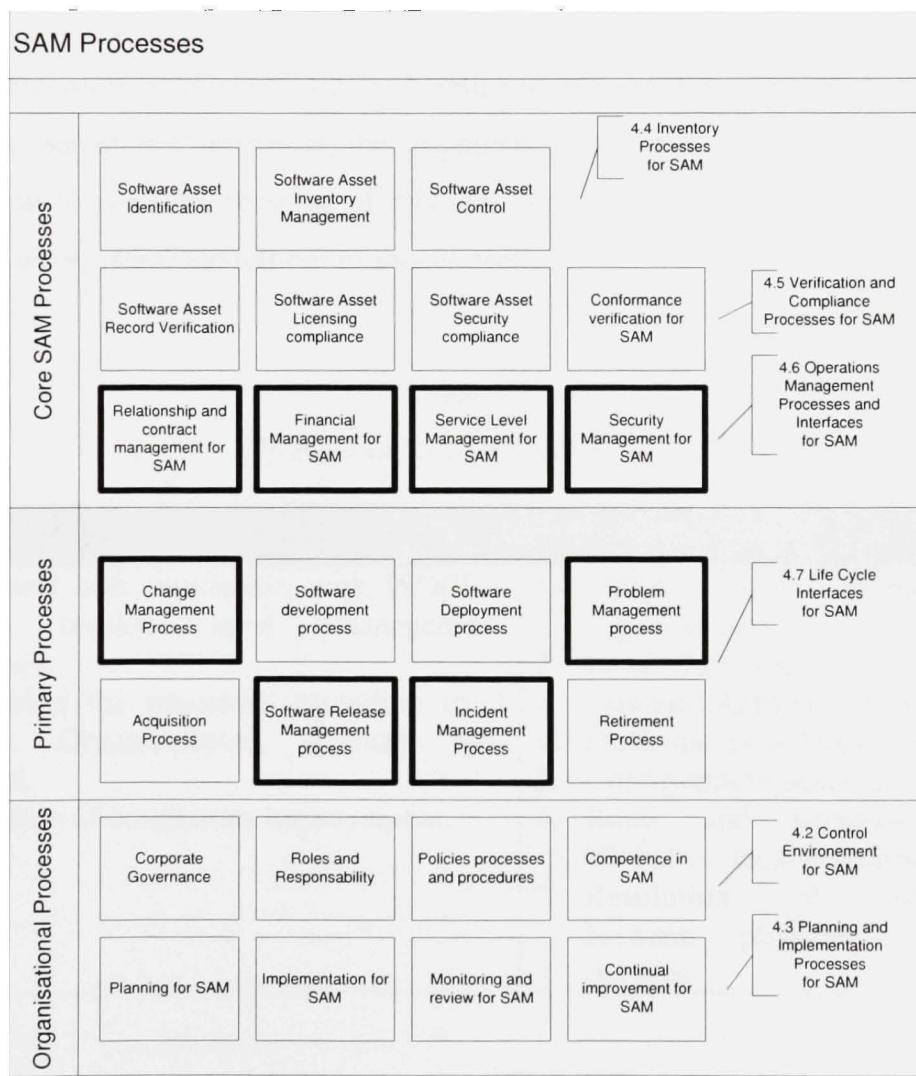 SAM Processes
Core SAM Processes
Software Asset
Identification
Software Asset
Inventory
Management
Software Asset
Control
4.4 Inventory
Processes
for SAM
Software Asset
Record Verification
Software Asset
Licensing
compliance
Software Asset
Security
compliance
Conformance
verification for
SAM
4.5 Verification and
Compliance
Processes for SAM
Relationship and
contract
management for
SAM
Financial
Management for
SAM
Service Level
Management for
SAM
Security
Management for
SAM
4.6 Operations
Management
Processes and
Interfaces
for SAM
Primary Processes
Change
Management
Process
Software
development
process
Software
Deployment
process
Problem
Management
process
4.7 Life Cycle
Interfaces
for SAM
Acquisition
Process
Software Release
Management
process
Incident
Management
Process
Retirement
Process
Organisational Processes
Corporate
Governance
Roles and
Responsability
Policies processes
and procedures
Competence in
SAM
4.2 Control
Environement
for SAM
Planning for SAM
Implementation for
SAM
Monitoring and
review for SAM
Continual
improvement for
SAM
4.3 Planning and
Implementation
Processes
for SAM